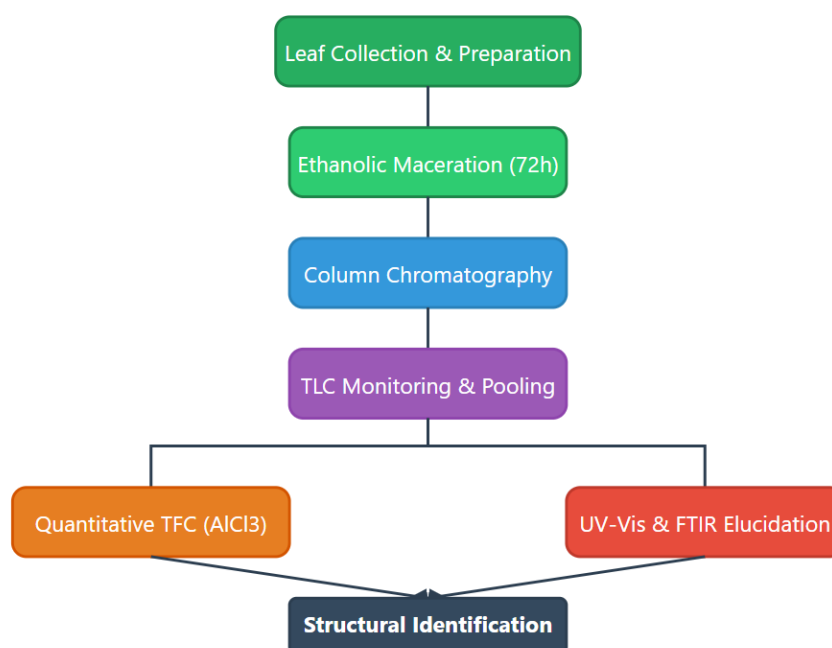 Leaf Collection & Preparation
Ethanolic Maceration (72h)
Column Chromatography
TLC Monitoring & Pooling
Quantitative TFC (AlCl3)
UV-Vis & FTIR Elucidation
Structural Identification